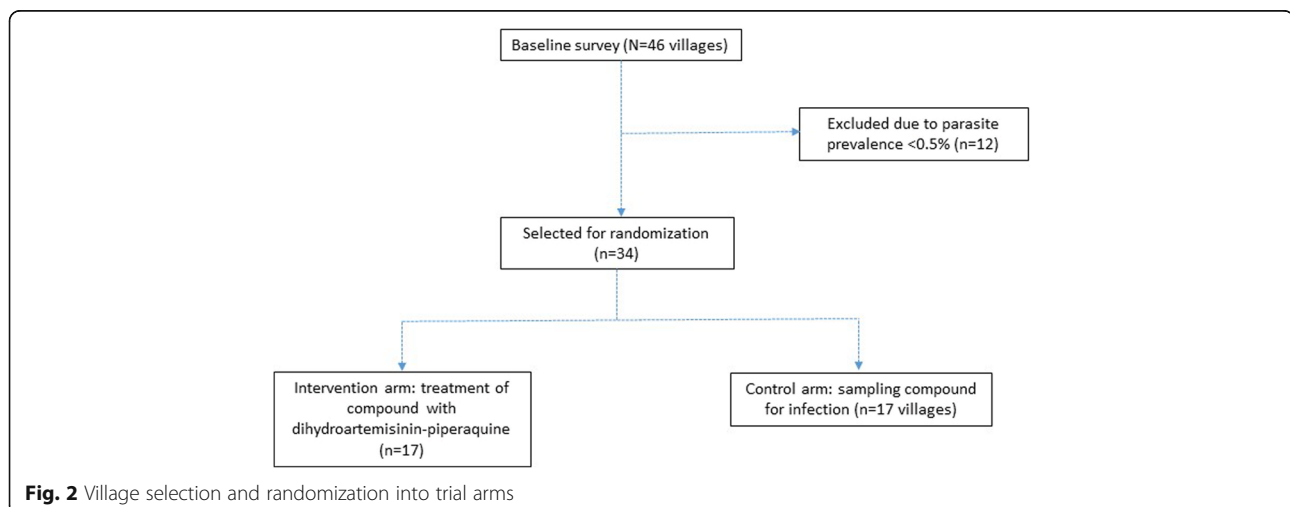 Baseline survey (N=46 villages)
Excluded due to parasite
prevalence <0.5% (n=12)
Selected for randomization
(n=34)
Intervention arm: treatment of
compound with
dihydroartemisinin-piperaquine
(n=17)
Control arm: sampling compound
for infection (n=17 villages)
Fig. 2 Village selection and randomization into trial arms